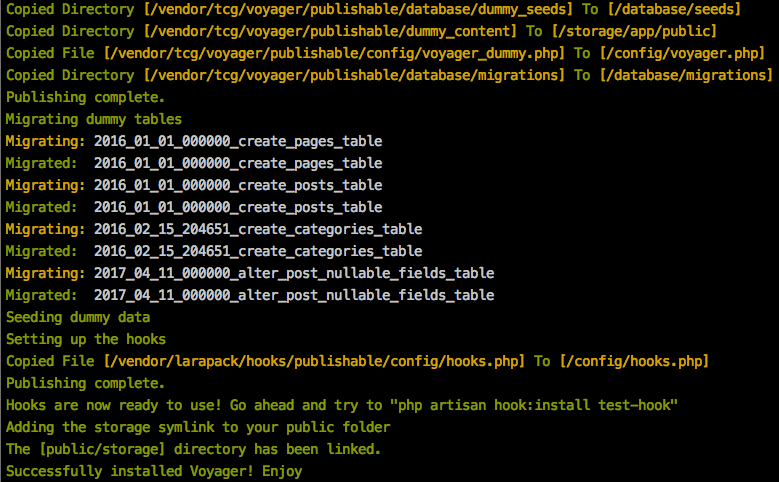 Copied Directory [/vendor/tcg/voyager/publishable/database/dummy_seeds] To [/database/seeds]
Copied Directory [/vendor/tcg/voyager/publishable/dummy_content] To [/storage/app/public]
Copied File [/vendor/tcg/voyager/publishable/config/voyager_dummy.php] To [/config/voyager.php]
Copied Directory [/vendor/tcg/voyager/publishable/database/migrations] To [/database/migrations]
Publishing complete.
Migrating dummy tables
Migrating: 2016_01_01_000000_create_pages_table
Migrated:  2016_01_01_000000_create_pages_table
Migrating: 2016_01_01_000000_create_posts_table
Migrated:  2016_01_01_000000_create_posts_table
Migrating: 2016_02_15_204651_create_categories_table
Migrated:  2016_02_15_204651_create_categories_table
Migrating: 2017_04_11_000000_alter_post_nullable_fields_table
Migrated:  2017_04_11_000000_alter_post_nullable_fields_table
Seeding dummy data
Setting up the hooks
Copied File [/vendor/larapack/hooks/publishable/config/hooks.php] To [/config/hooks.php]
Publishing complete.
Hooks are now ready to use! Go ahead and try to "php artisan hook:install test-hook"
Adding the storage symlink to your public folder
The [public/storage] directory has been linked.
Successfully installed Voyager! Enjoy